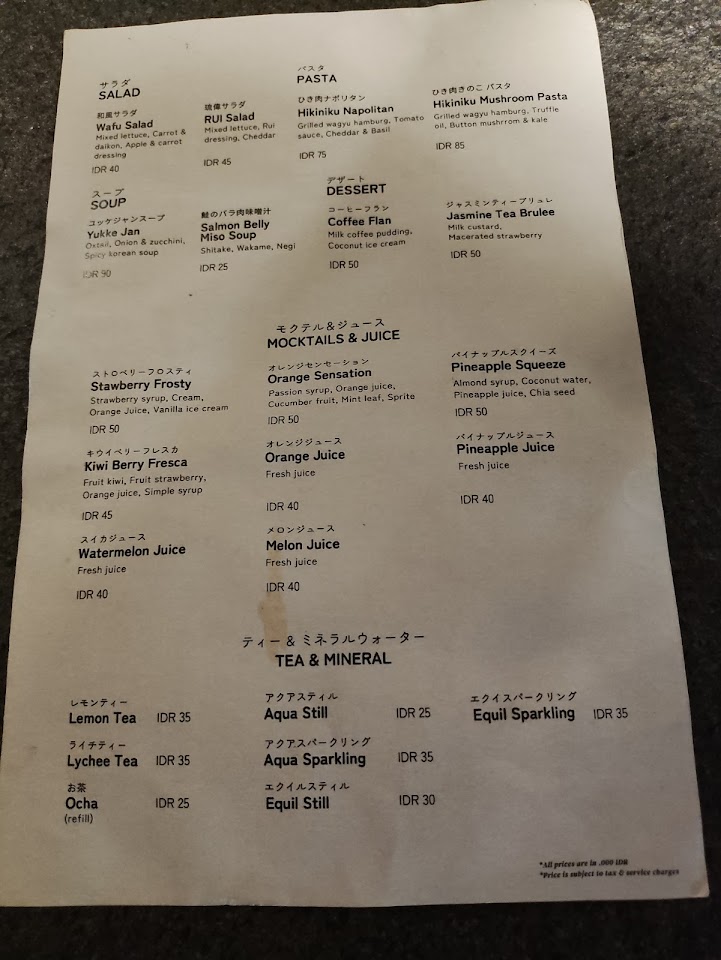 サラダ
SALAD
和風サラダ
Wafu Salad
Mixed lettuce, Carrot &
daikon, Apple & carrot
dressing
IDR 40
琉偉サラダ
RUI Salad
Mixed lettuce, Rui
dressing, Cheddar
IDR 45
パスタ
PASTA
ひき肉ナポリタン
Hikiniku Napolitan
Grilled wagyu hamburg, Tomato
sauce, Cheddar & Basil
IDR 75
ひき肉きのこ パスタ
Hikiniku Mushroom Pasta
Grilled wagyu hamburg, Truffle
oil, Button mushrrom & kale
IDR 85
スープ
SOUP
ユッケジャンスープ
Yukke Jan
Oxtail, Onion & zucchini,
Spicy korean soup
IDR 90
鮭のバラ肉味噌汁
Salmon Belly
Miso Soup
Shitake, Wakame, Negi
IDR 25
デザート
DESSERT
コーヒーフラン
Coffee Flan
Milk coffee pudding,
Coconut ice cream
IDR 50
ジャスミンティーブリュレ
Jasmine Tea Brulee
Milk custard,
Macerated strawberry
IDR 50
モクテル＆ジュース
MOCKTAILS & JUICE
ストロベリーフロスティ
Stawberry Frosty
Strawberry syrup, Cream,
Orange Juice, Vanilla ice cream
IDR 50
オレンジセンセーション
Orange Sensation
Passion syrup, Orange juice,
Cucumber fruit, Mint leaf, Sprite
IDR 50
パイナップルスクイーズ
Pineapple Squeeze
Almond syrup, Coconut water,
Pineapple juice, Chia seed
IDR 50
キウイベリーフレスカ
Kiwi Berry Fresca
Fruit kiwi, Fruit strawberry,
Orange juice, Simple syrup
IDR 45
オレンジジュース
Orange Juice
Fresh juice
IDR 40
パイナップルジュース
Pineapple Juice
Fresh juice
IDR 40
スイカジュース
Watermelon Juice
Fresh juice
IDR 40
メロンジュース
Melon Juice
Fresh juice
IDR 40
ティー & ミネラルウォーター
TEA & MINERAL
レモンティー
Lemon Tea IDR 35
アクアスティル
Aqua Still IDR 25
エクイスパークリング
Equil Sparkling IDR 35
ライチティー
Lychee Tea IDR 35
アクアスパークリング
Aqua Sparkling IDR 35
お茶
Ocha IDR 25
(refill)
エクイルスティル
Equil Still IDR 30
*All prices are in .000 IDR
*Price is subject to tax & service charges